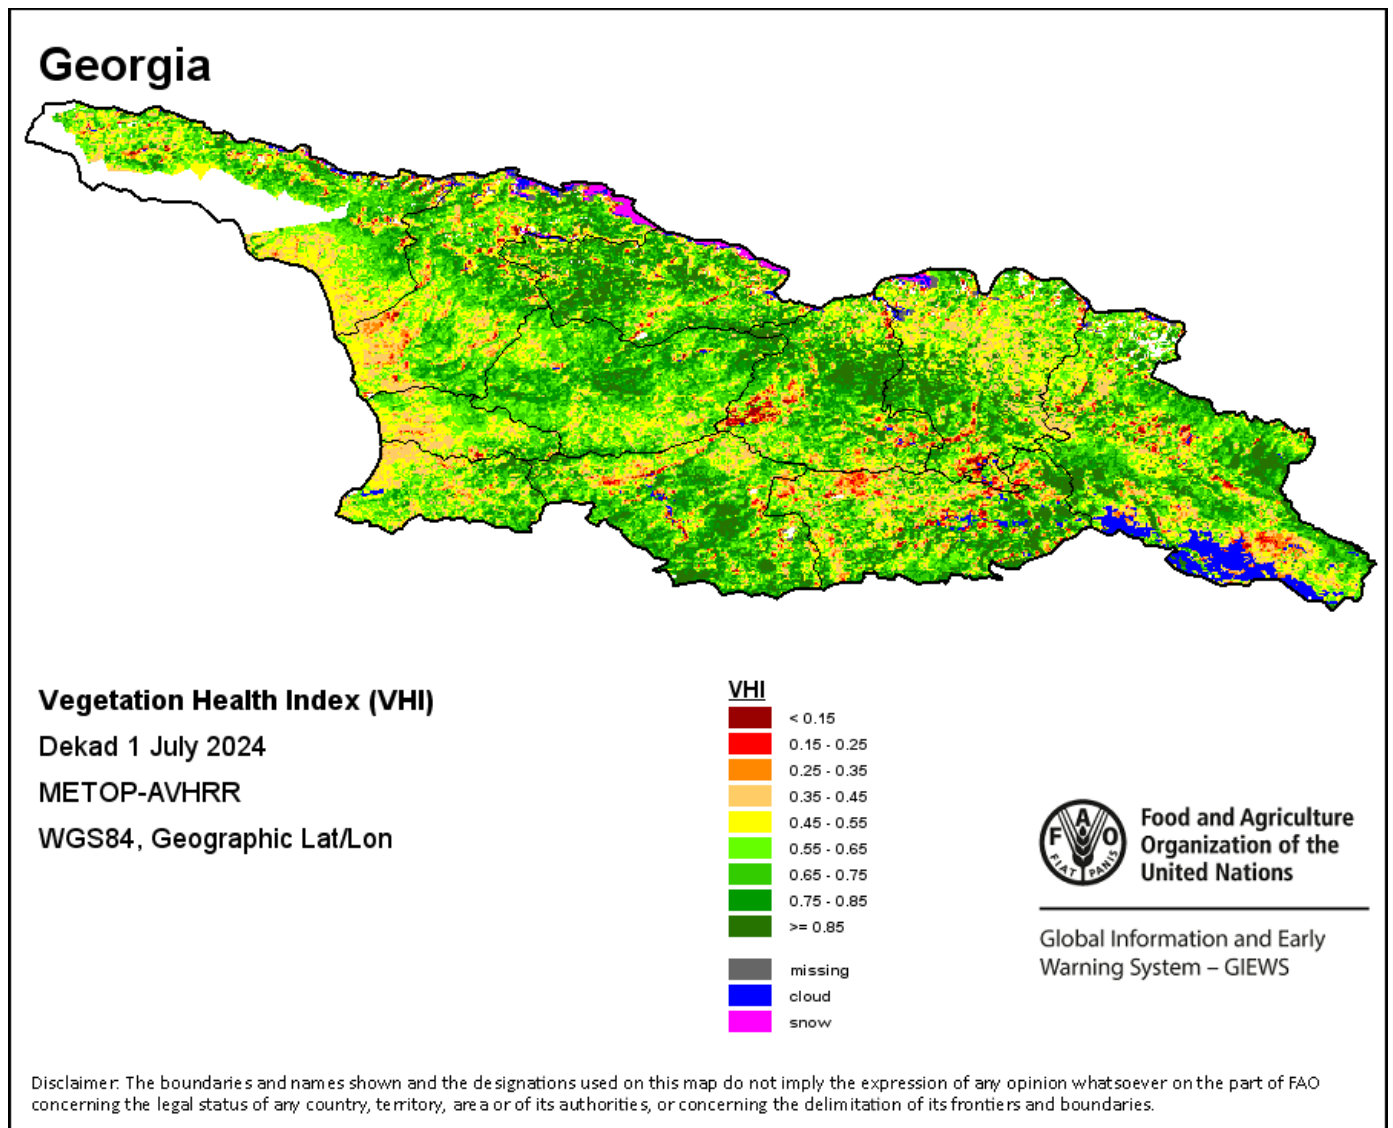 Georgia
Vegetation Health Index (VHI)
Dekad 1 July 2024
METOP-AVHRR
WGS84, Geographic Lat/Lon
VHI
< 0.15
0.15 - 0.25
0.25 - 0.35
0.35 - 0.45
0.45 - 0.55
0.55 - 0.65
0.65 - 0.75
0.75 - 0.85
>= 0.85
missing
cloud
snow
F A O
FIAT PANIS
Food and Agriculture
Organization of the
United Nations
Global Information and Early
Warning System – GIEWS
Disclaimer: The boundaries and names shown and the designations used on this map do not imply the expression of any opinion whatsoever on the part of FAO
concerning the legal status of any country, territory, area or of its authorities, or concerning the delimitation of its frontiers and boundaries.